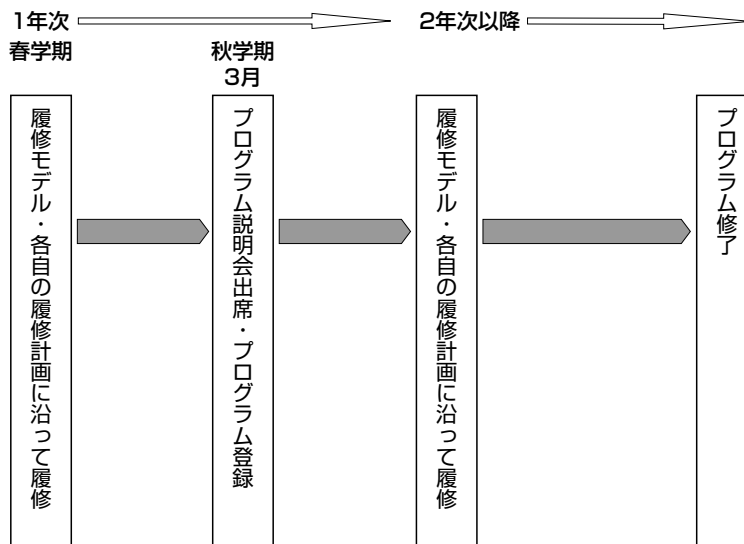 1年次
2年次以降
春学期
秋学期
3月
履修モデル・各自の履修計画に沿って履修
プログラム説明会出席・プログラム登録
履修モデル・各自の履修計画に沿って履修
プログラム修了